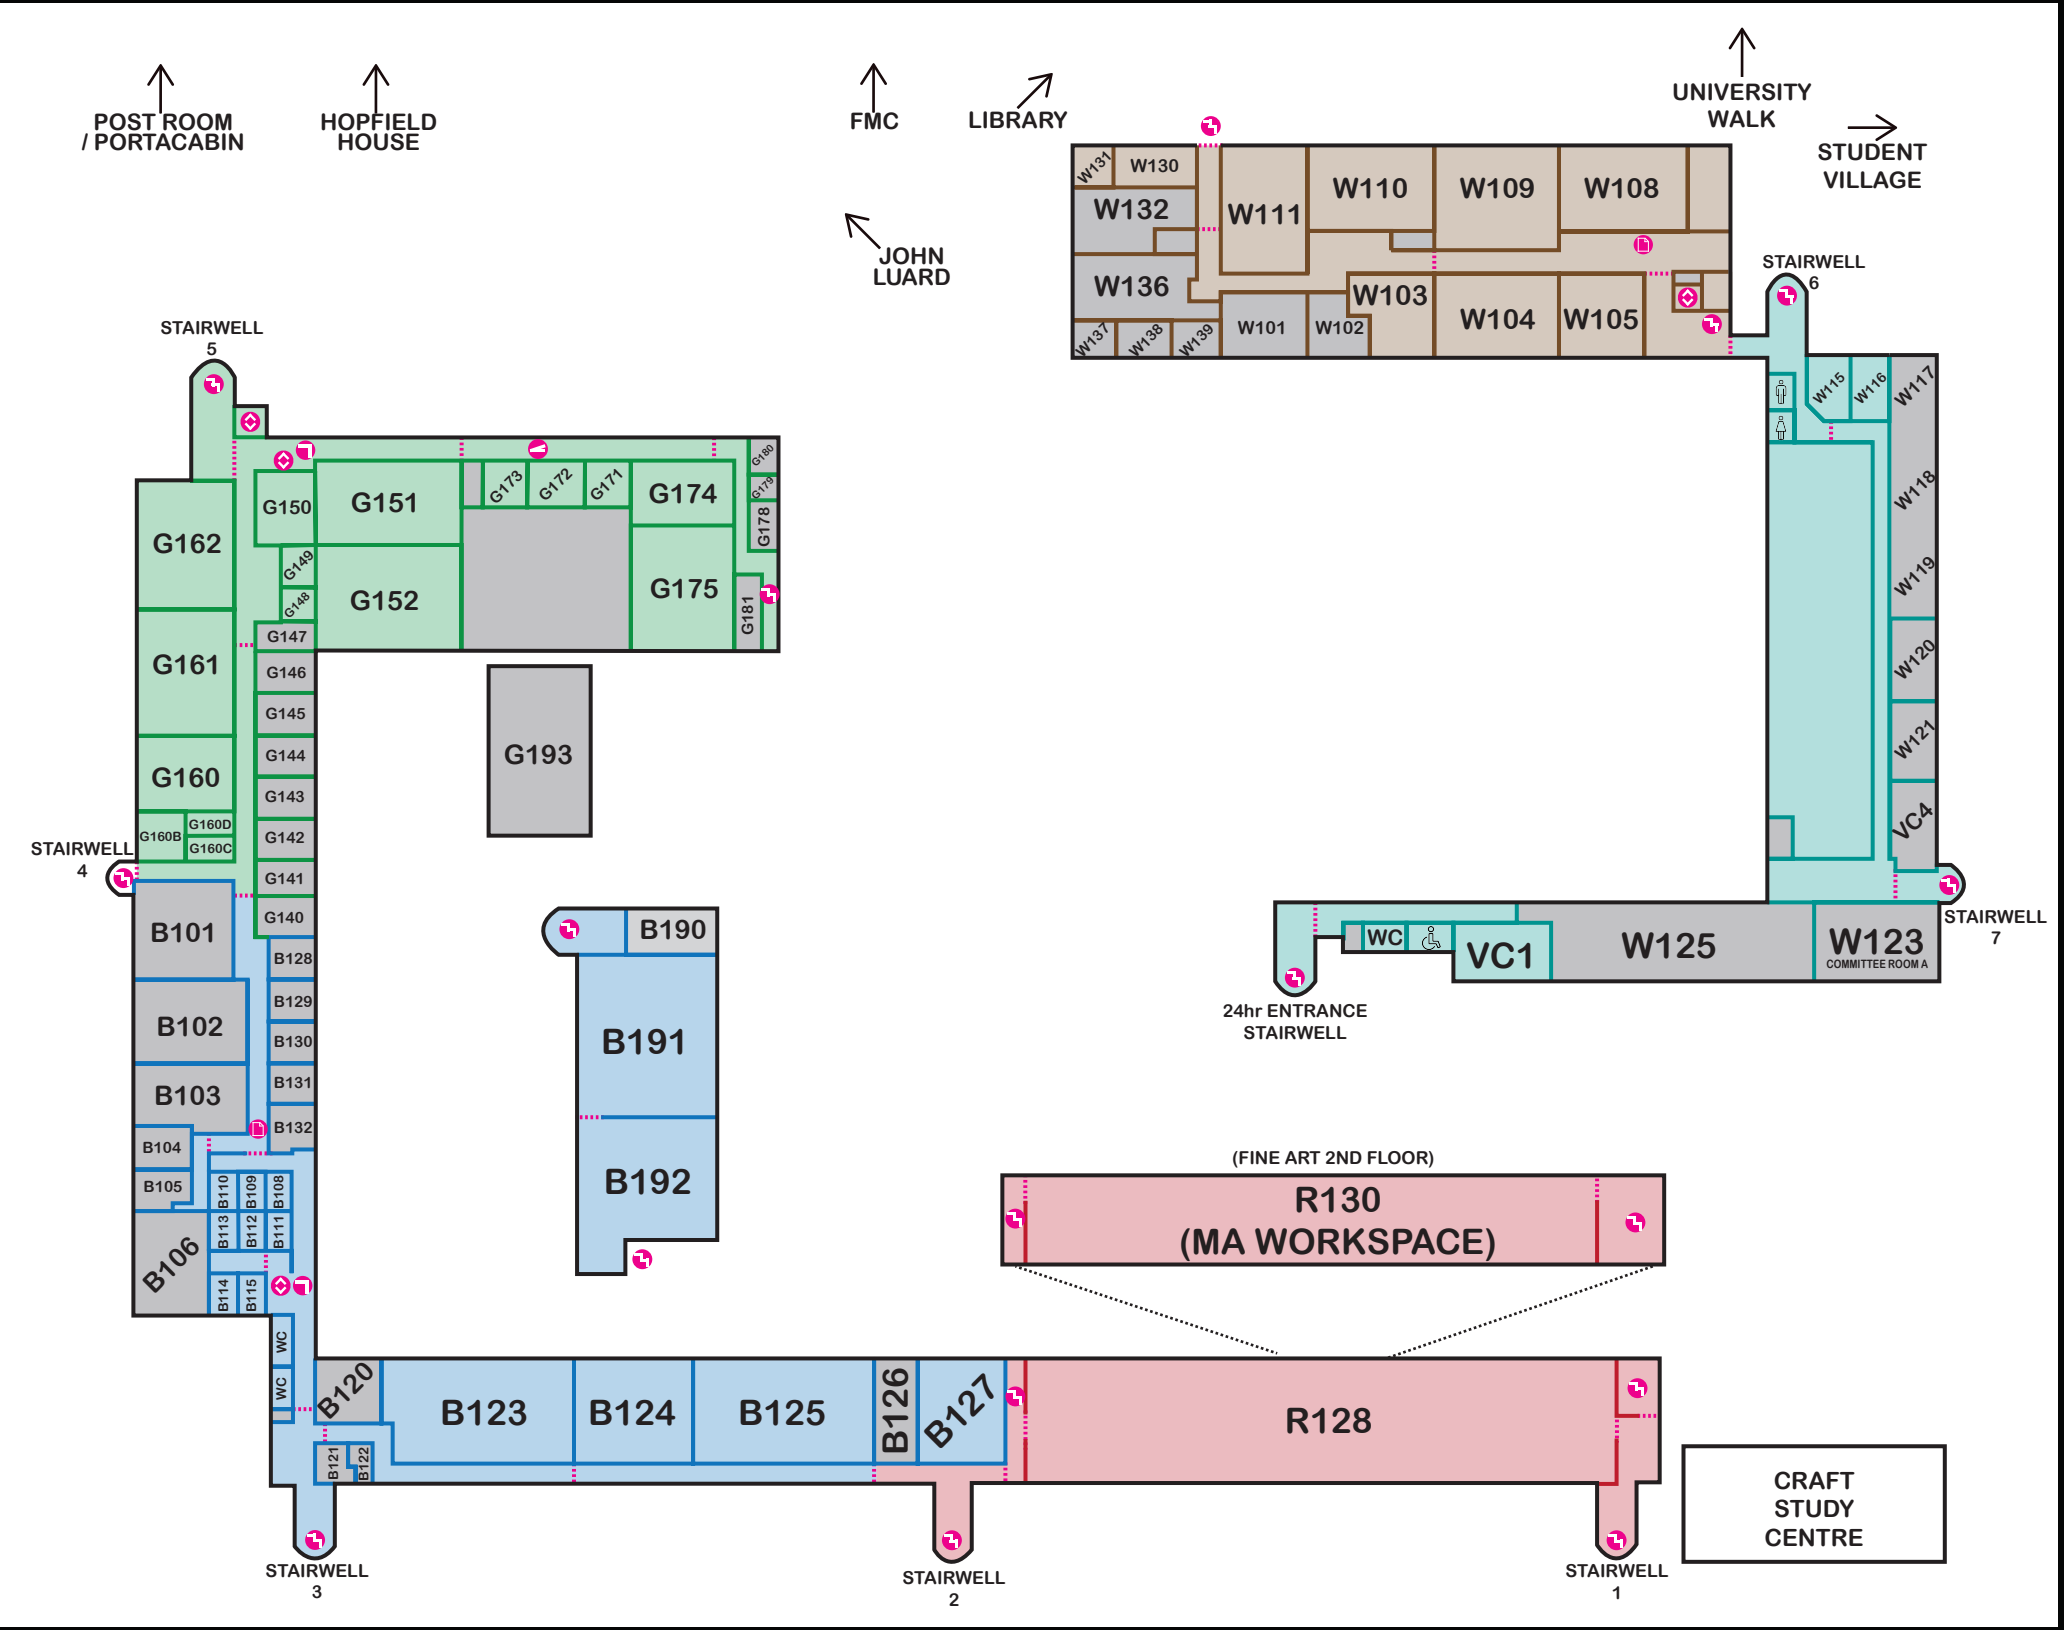 POST ROOM
/ PORTACABIN
HOPFIELD
HOUSE
FMC
LIBRARY
UNIVERSITY
WALK
STUDENT
VILLAGE
JOHN
LUARD
W131
W130
W132
W136
W137
W138
W139
W111
W110
W109
W108
W101
W102
W103
W104
W105
STAIRWELL
6
W115
W116
W117
W118
W119
W120
W121
VC4
STAIRWELL
7
W123
COMMITTEE ROOM A
W125
VC1
WC
24hr ENTRANCE
STAIRWELL
STAIRWELL
5
G162
G161
G160
G160B
G160D
G160C
G150
G151
G149
G148
G152
G147
G146
G145
G144
G143
G142
G141
G140
G173
G172
G171
G174
G175
G180
G179
G178
G181
G193
STAIRWELL
4
B101
B102
B103
B104
B105
B106
B128
B129
B130
B131
B132
B110
B109
B108
B113
B112
B111
B114
B115
WC
WC
B190
B191
B192
B120
B121
B122
B123
B124
B125
B126
B127
STAIRWELL
3
STAIRWELL
2
(FINE ART 2ND FLOOR)
R130
(MA WORKSPACE)
R128
STAIRWELL
1
CRAFT
STUDY
CENTRE